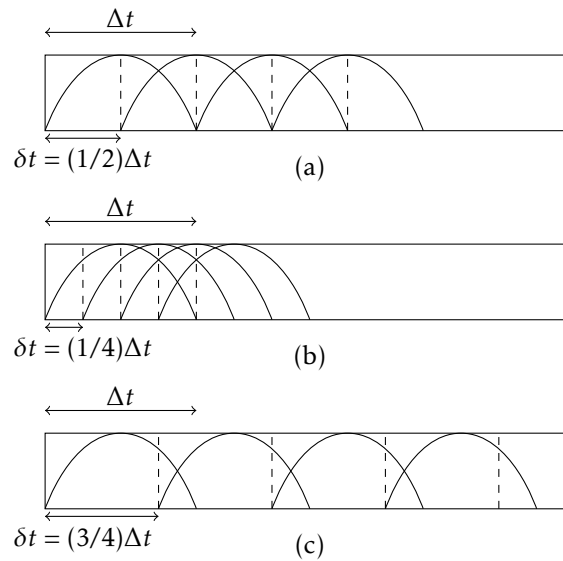 Δt
δt = (1/2)Δt
(a)
Δt
δt = (1/4)Δt
(b)
Δt
δt = (3/4)Δt
(c)